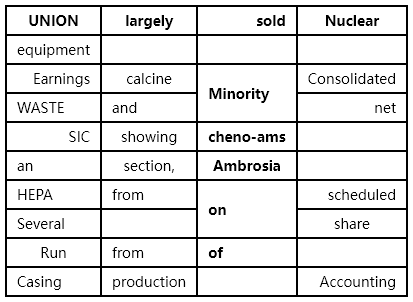 UNION largely sold Nuclear
equipment
Earnings calcine Minority Consolidated
WASTE and net
SIC showing cheno-ams
an section, Ambrosia
HEPA from on scheduled
Several share
Run from of
Casing production Accounting